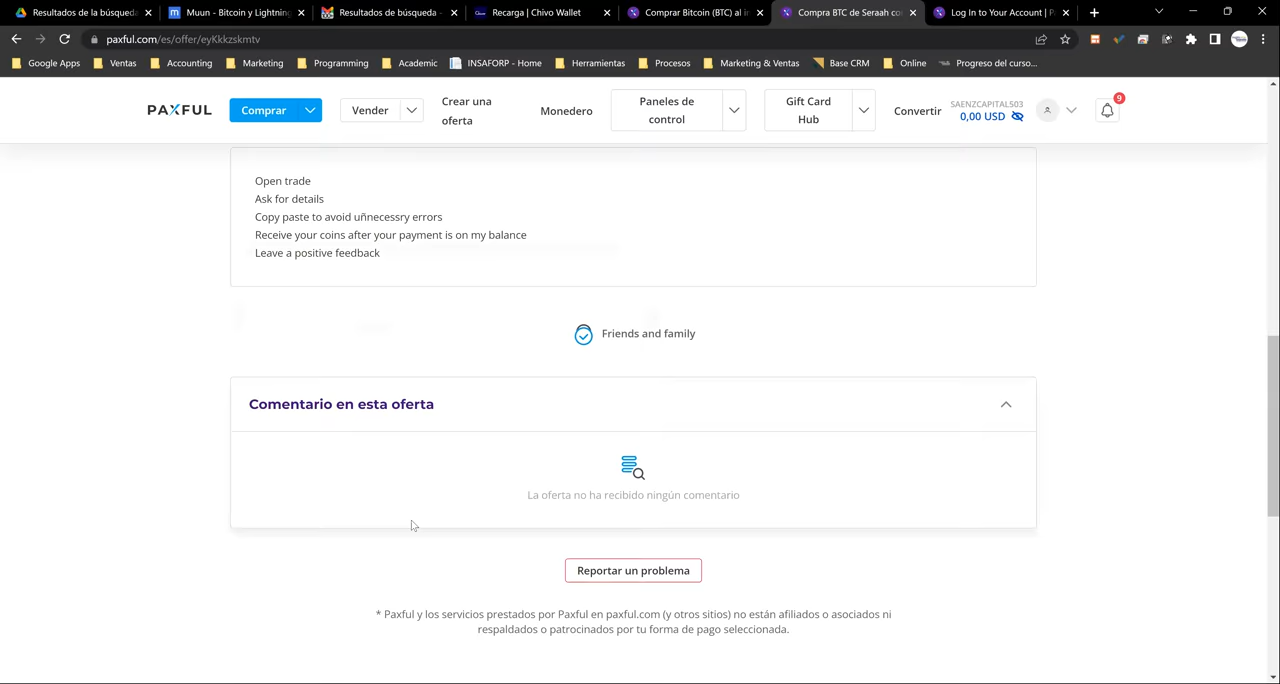 Resultados de la búsqueda
Muun - Bitcoin y Lightning
Resultados de búsqueda -
Recarga | Chivo Wallet
Comprar Bitcoin (BTC) al i
Compra BTC de Seraah co
Log In to Your Account | P
paxful.com/es/offer/eyKkkzskmtv
Google Apps
Ventas
Accounting
Marketing
Programming
Academic
INSAFORP - Home
Herramientas
Procesos
Marketing & Ventas
Base CRM
Online
Progreso del curso...
PAXFUL
Comprar
Vender
Crear una
oferta
Monedero
Paneles de
control
Gift Card
Hub
Convertir
SAENZCAPITAL503
0,00 USD
9
Open trade
Ask for details
Copy paste to avoid uñnecessry errors
Receive your coins after your payment is on my balance
Leave a positive feedback
Friends and family
Comentario en esta oferta
La oferta no ha recibido ningún comentario
Reportar un problema
* Paxful y los servicios prestados por Paxful en paxful.com (y otros sitios) no están afiliados o asociados ni
respaldados o patrocinados por tu forma de pago seleccionada.